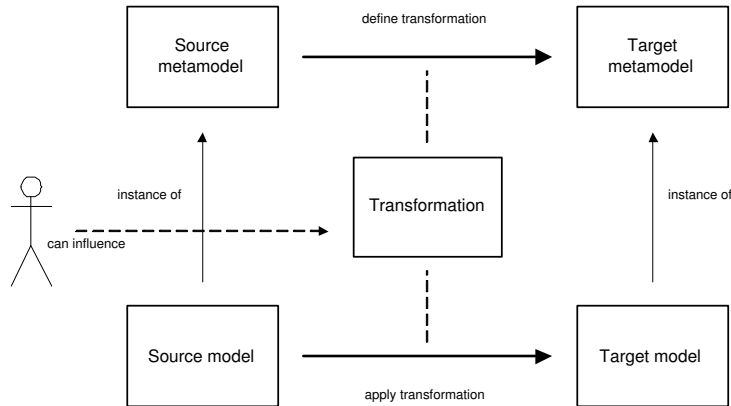 Source
metamodel
define transformation
Target
metamodel
instance of
Transformation
instance of
can influence
Source model
Target model
apply transformation